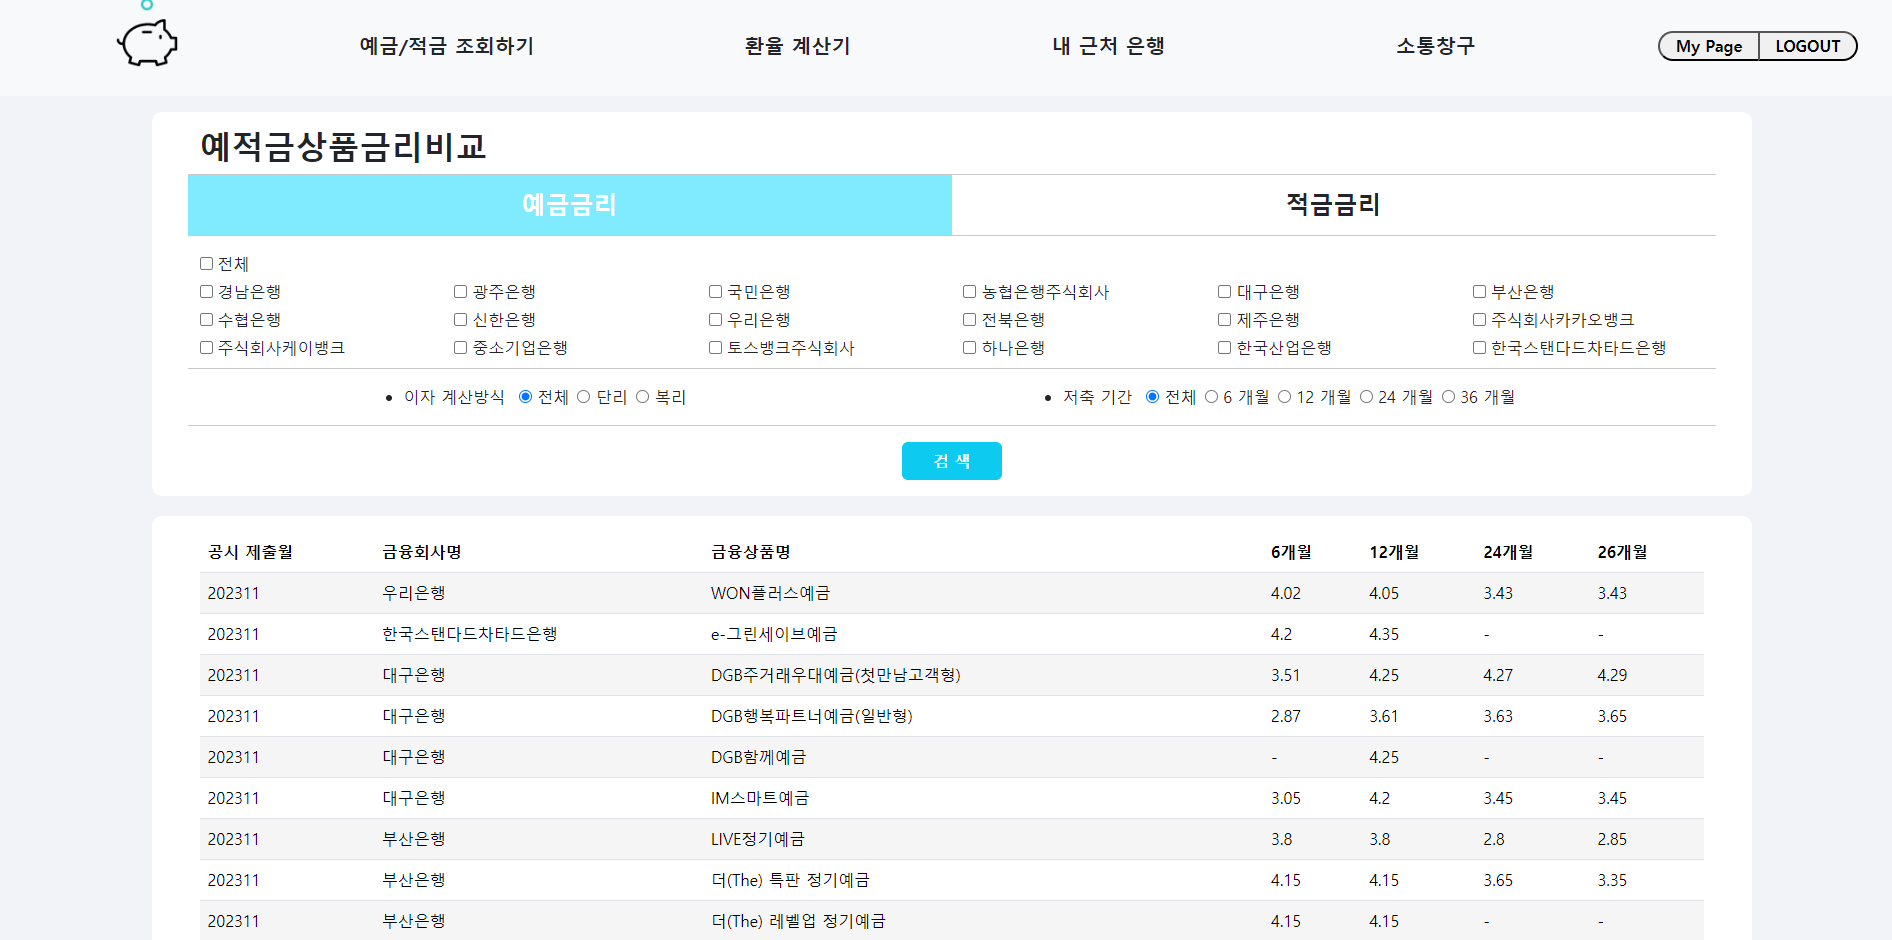 예금/적금 조회하기 환율 계산기 내 근처 은행 소통창구 My Page LOGOUT
예적금상품금리비교
예금금리 적금금리
전체
경남은행 광주은행 국민은행 농협은행주식회사 대구은행 부산은행
수협은행 신한은행 우리은행 전북은행 제주은행 주식회사카카오뱅크
주식회사케이뱅크 중소기업은행 토스뱅크주식회사 하나은행 한국산업은행 한국스탠다드차타드은행
이자 계산방식 전체 단리 복리 저축 기간 전체 6 개월 12 개월 24 개월 36 개월
검 색
공시 제출월 금융회사명 금융상품명 6개월 12개월 24개월 26개월
202311 우리은행 WON플러스예금 4.02 4.05 3.43 3.43
202311 한국스탠다드차타드은행 e-그린세이브예금 4.2 4.35 - -
202311 대구은행 DGB주거래우대예금(첫만남고객형) 3.51 4.25 4.27 4.29
202311 대구은행 DGB행복파트너예금(일반형) 2.87 3.61 3.63 3.65
202311 대구은행 DGB함께예금 - 4.25 - -
202311 대구은행 IM스마트예금 3.05 4.2 3.45 3.45
202311 부산은행 LIVE정기예금 3.8 3.8 2.8 2.85
202311 부산은행 더(The) 특판 정기예금 4.15 4.15 3.65 3.35
202311 부산은행 더(The) 레벨업 정기예금 4.15 4.15 - -